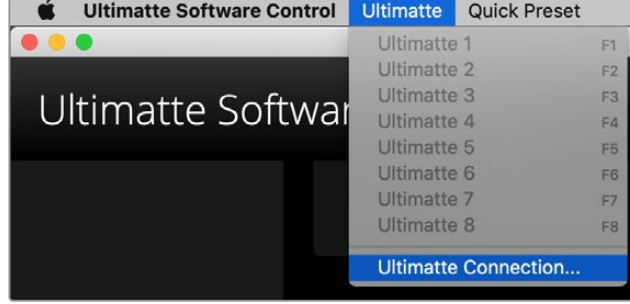 Ultimatte Software Control Ultimatte Quick Preset
Ultimatte Softwar
Ultimatte 1 F1
Ultimatte 2 F2
Ultimatte 3 F3
Ultimatte 4 F4
Ultimatte 5 F5
Ultimatte 6 F6
Ultimatte 7 F7
Ultimatte 8 F8
Ultimatte Connection...